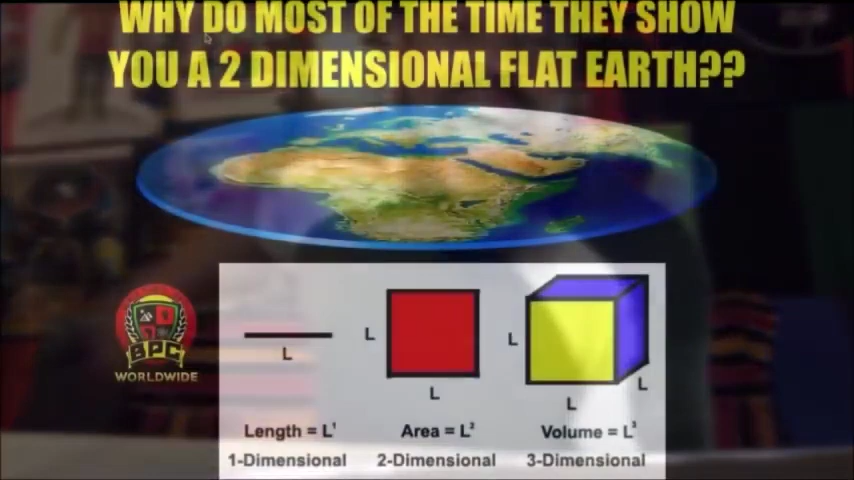 WHY DO MOST OF THE TIME THEY SHOW
YOU A 2 DIMENSIONAL FLAT EARTH??
BPC
WORLDWIDE
L
L
L
L
L
L
Length = L¹
Area = L²
Volume = L³
1-Dimensional
2-Dimensional
3-Dimensional